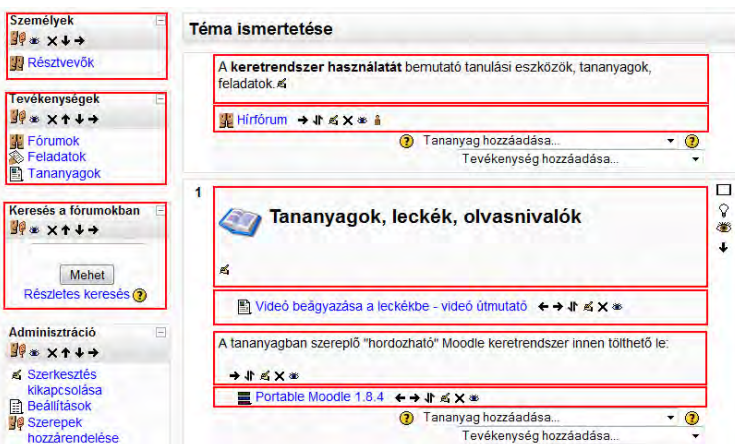 Személyek
Résztvevők
Tevékenységek
Fórumok
Feladatok
Tananyagok
Keresés a fórumokban
Mehet
Részletes keresés
Adminisztráció
Szerkesztés
kikapcsolása
Beállítások
Szerepek
hozzárendelése
Téma ismertetése
A keretrendszer használatát bemutató tanulási eszközök, tananyagok,
feladatok.
Hírfórum
Tananyag hozzáadása...
Tevékenység hozzáadása...
1
Tananyagok, leckék, olvasnivalók
Videó beágyazása a leckékbe - videó útmutató
A tananyagban szereplő "hordozható" Moodle keretrendszer innen tölthető le:
Portable Moodle 1.8.4
Tananyag hozzáadása...
Tevékenység hozzáadása...